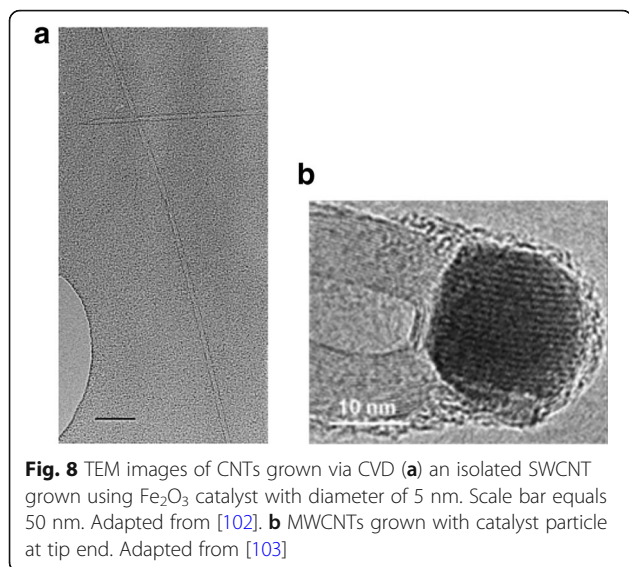 a
b
10 nm
Fig. 8 TEM images of CNTs grown via CVD (a) an isolated SWCNT
grown using Fe₂O₃ catalyst with diameter of 5 nm. Scale bar equals
50 nm. Adapted from [102]. b MWCNTs grown with catalyst particle
at tip end. Adapted from [103]